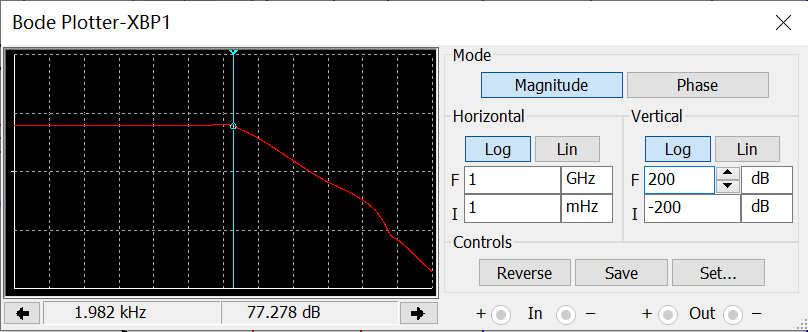 Bode Plotter-XBP1
Mode
Magnitude Phase
Horizontal Vertical
Log Lin Log Lin
F 1 GHz F 200 dB
I 1 mHz I -200 dB
Controls
Reverse Save Set...
1.982 kHz 77.278 dB + In - + Out -